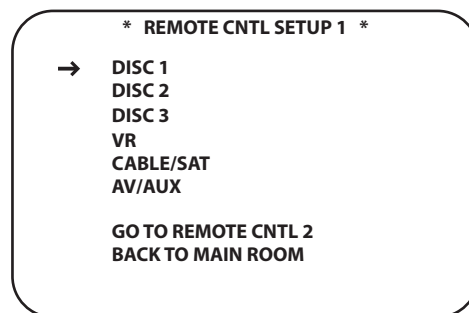 * REMOTE CNTL SETUP 1 *
→ DISC 1
DISC 2
DISC 3
VR
CABLE/SAT
AV/AUX
GO TO REMOTE CNTL 2
BACK TO MAIN ROOM